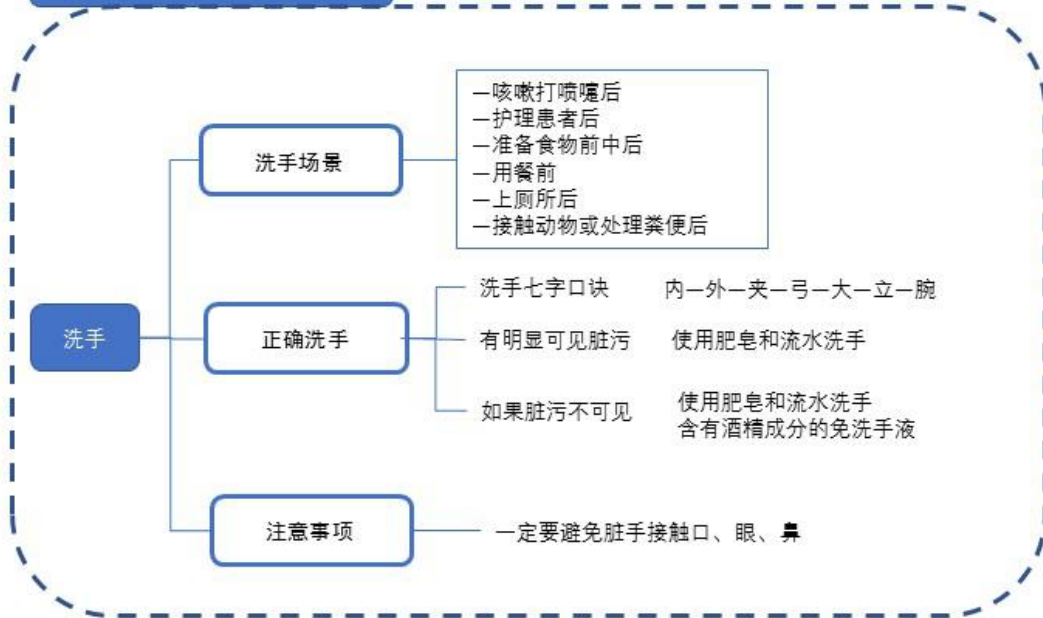 洗手
洗手场景
—咳嗽打喷嚏后
—护理患者后
—准备食物前中后
—用餐前
—上厕所后
—接触动物或处理粪便后
正确洗手
洗手七字口诀 内—外—夹—弓—大—立—腕
有明显可见脏污 使用肥皂和流水洗手
如果脏污不可见 使用肥皂和流水洗手
含有酒精成分的免洗手液
注意事项
一定要避免脏手接触口、眼、鼻